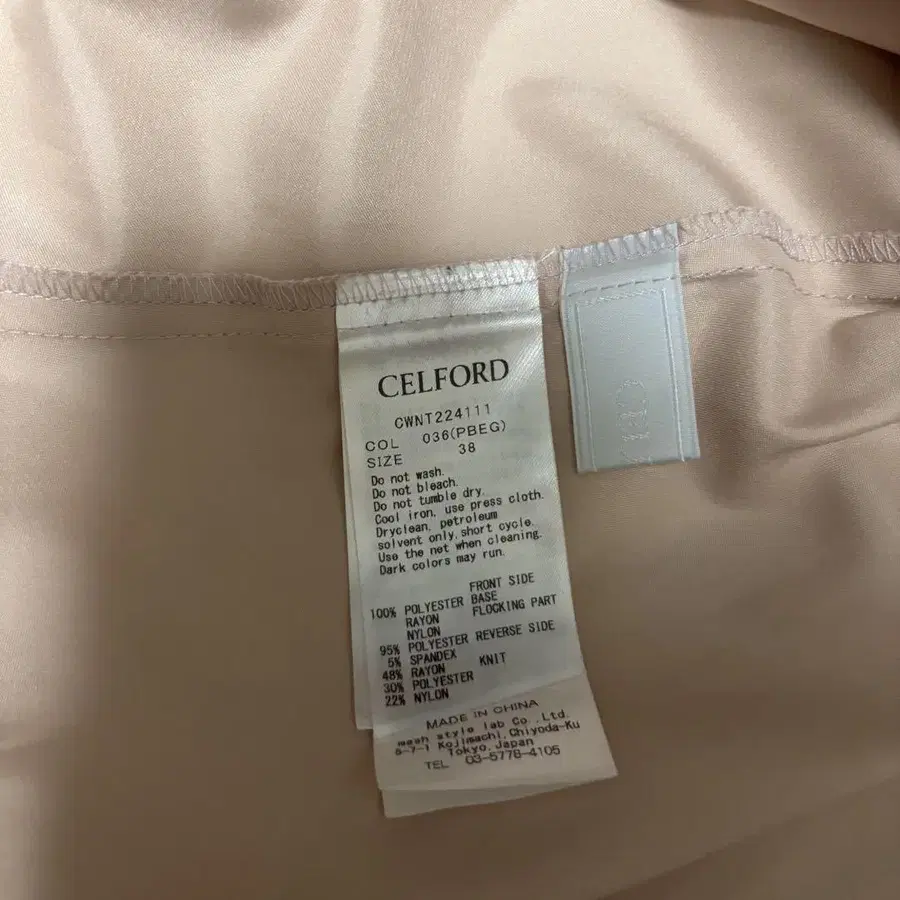 CELFORD
CWNT224111
COL 036(PBEG)
SIZE 38
Do not wash.
Do not bleach.
Do not tumble dry.
Cool iron, use press cloth.
Dryclean, petroleum
solvent only,short cycle.
Use the net when cleaning.
Dark colors may run.
FRONT SIDE
100% POLYESTER BASE
RAYON FLOCKING PART
NYLON
95% POLYESTER REVERSE SIDE
5% SPANDEX
48% RAYON KNIT
30% POLYESTER
22% NYLON
MADE IN CHINA
mash style lab Co.,Ltd.
5-7-1 Kojimachi,Chiyoda-Ku
Tokyo,Japan
TEL 03-5778-4105